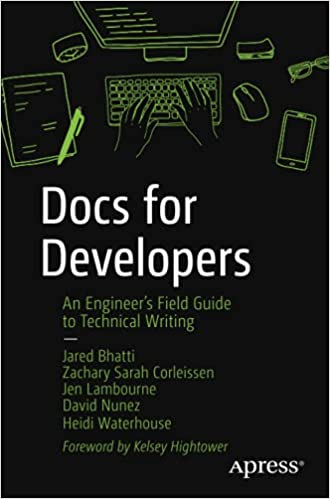 Docs for
Developers
An Engineer's Field Guide
to Technical Writing
Jared Bhatti
Zachary Sarah Corleissen
Jen Lambourne
David Nunez
Heidi Waterhouse
Foreword by Kelsey Hightower
Apress®